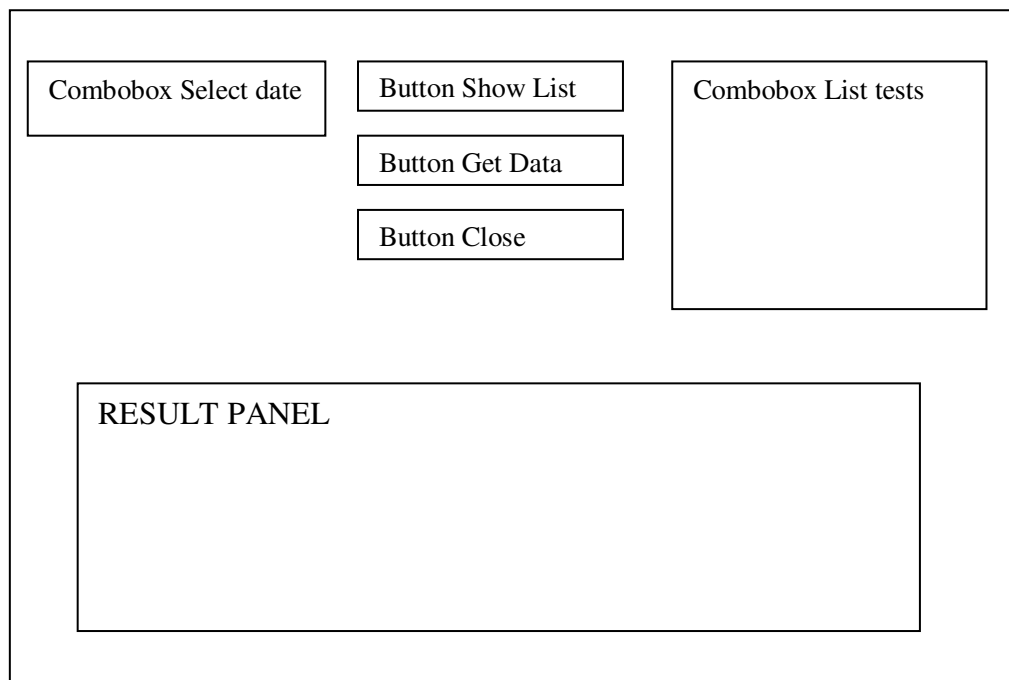 Combobox Select date
Button Show List
Combobox List tests
Button Get Data
Button Close
RESULT PANEL